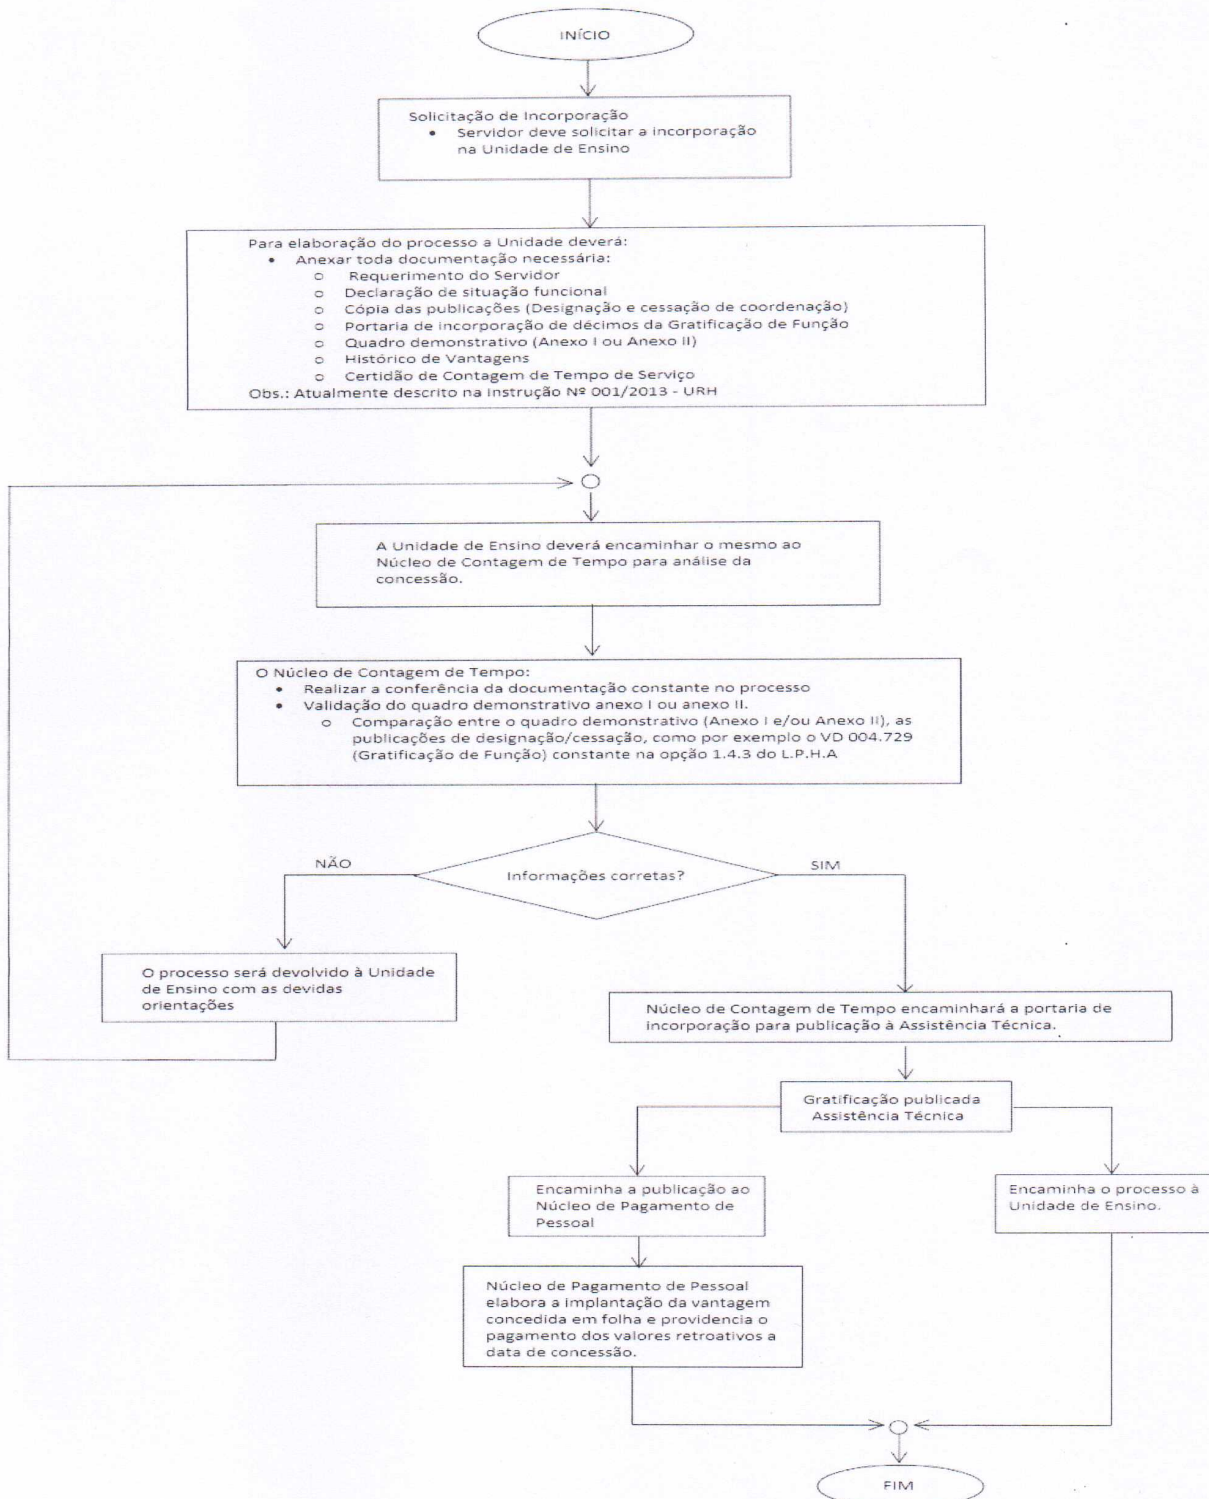 INÍCIO
Solicitação de Incorporação
• Servidor deve solicitar a incorporação
na Unidade de Ensino
Para elaboração do processo a Unidade deverá:
• Anexar toda documentação necessária:
o Requerimento do Servidor
o Declaração de situação funcional
o Cópia das publicações (Designação e cessação de coordenação)
o Portaria de incorporação de décimos da Gratificação de Função
o Quadro demonstrativo (Anexo I ou Anexo II)
o Histórico de Vantagens
o Certidão de Contagem de Tempo de Serviço
Obs.: Atualmente descrito na Instrução Nº 001/2013 - URH
A Unidade de Ensino deverá encaminhar o mesmo ao
Núcleo de Contagem de Tempo para análise da
concessão.
O Núcleo de Contagem de Tempo:
• Realizar a conferência da documentação constante no processo
• Validação do quadro demonstrativo anexo I ou anexo II.
o Comparação entre o quadro demonstrativo (Anexo I e/ou Anexo II), as
publicações de designação/cessação, como por exemplo o VD 004.729
(Gratificação de Função) constante na opção 1.4.3 do L.P.H.A
Informações corretas?
NÃO
SIM
O processo será devolvido à Unidade
de Ensino com as devidas
orientações
Núcleo de Contagem de Tempo encaminhará a portaria de
incorporação para publicação à Assistência Técnica.
Gratificação publicada
Assistência Técnica
Encaminha a publicação ao
Núcleo de Pagamento de
Pessoal
Encaminha o processo à
Unidade de Ensino.
Núcleo de Pagamento de Pessoal
elabora a implantação da vantagem
concedida em folha e providencia o
pagamento dos valores retroativos a
data de concessão.
FIM